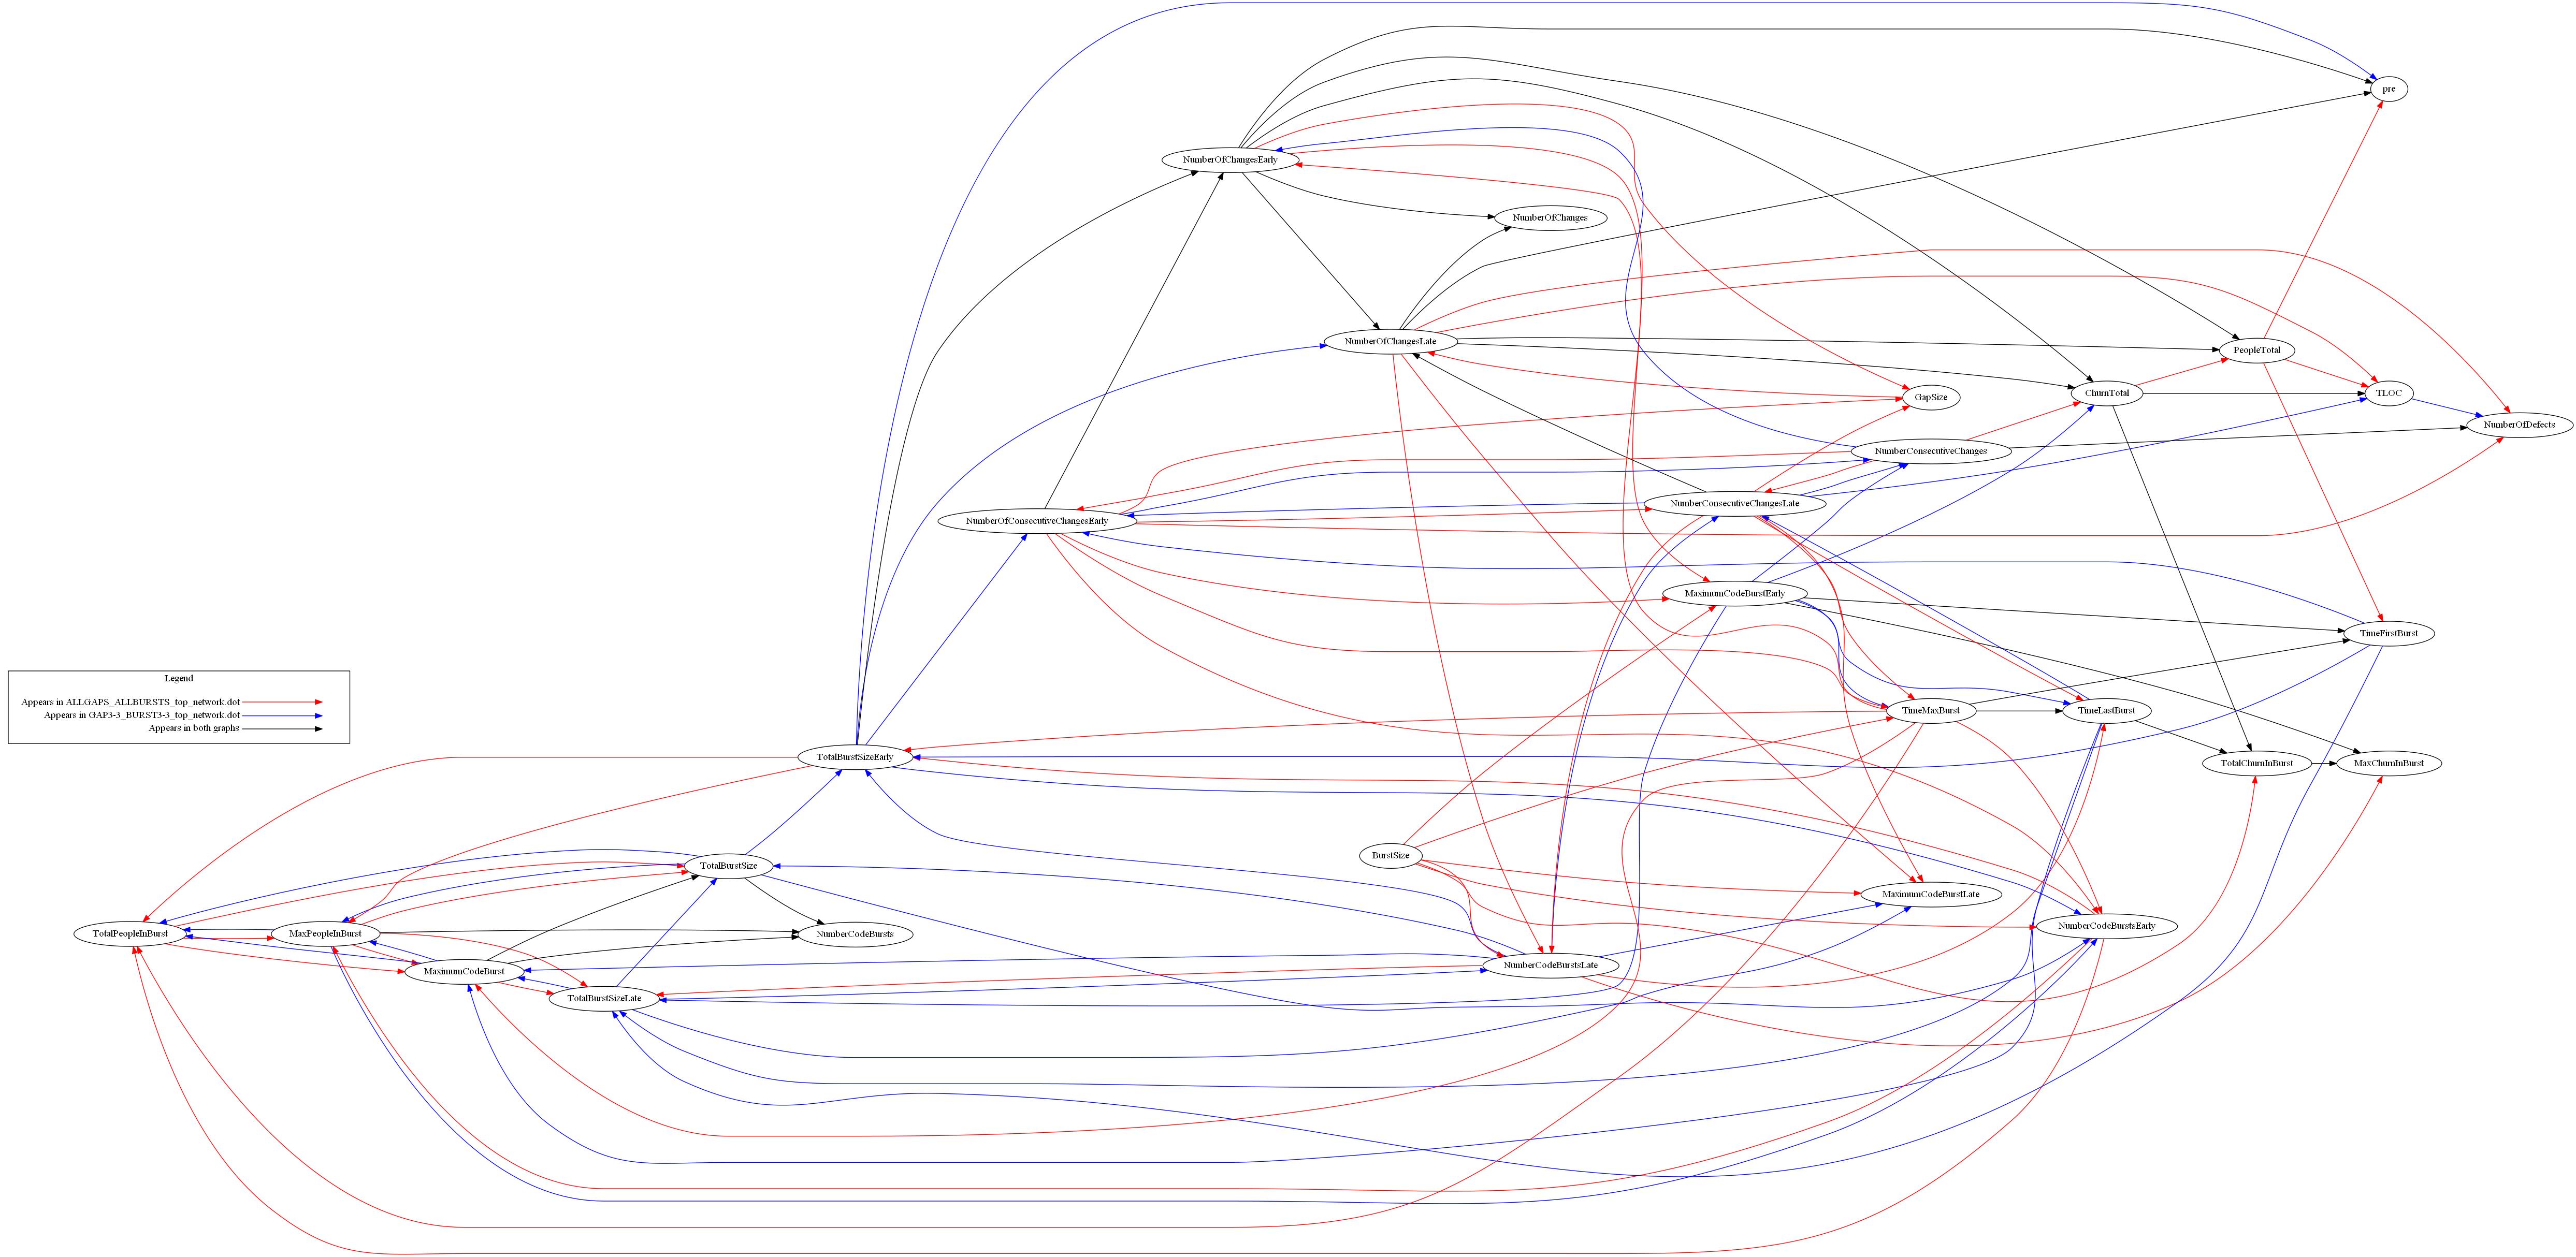 pre
NumberOfChangesEarly
NumberOfChanges
NumberOfChangesLate
PeopleTotal
ChurnTotal
TLOC
GapSize
NumberOfDefects
NumberConsecutiveChanges
NumberConsecutiveChangesLate
NumberOfConsecutiveChangesEarly
MaximumCodeBurstEarly
TimeFirstBurst
Legend
Appears in ALLGAPS_ALLBURSTS_top_network.dot
Appears in GAP3-3_BURST3-3_top_network.dot
Appears in both graphs
TimeMaxBurst
TimeLastBurst
TotalBurstSizeEarly
TotalChurnInBurst
MaxChurnInBurst
BurstSize
TotalBurstSize
MaximumCodeBurstLate
NumberCodeBurstsEarly
TotalPeopleInBurst
MaxPeopleInBurst
NumberCodeBursts
NumberCodeBurstsLate
MaximumCodeBurst
TotalBurstSizeLate